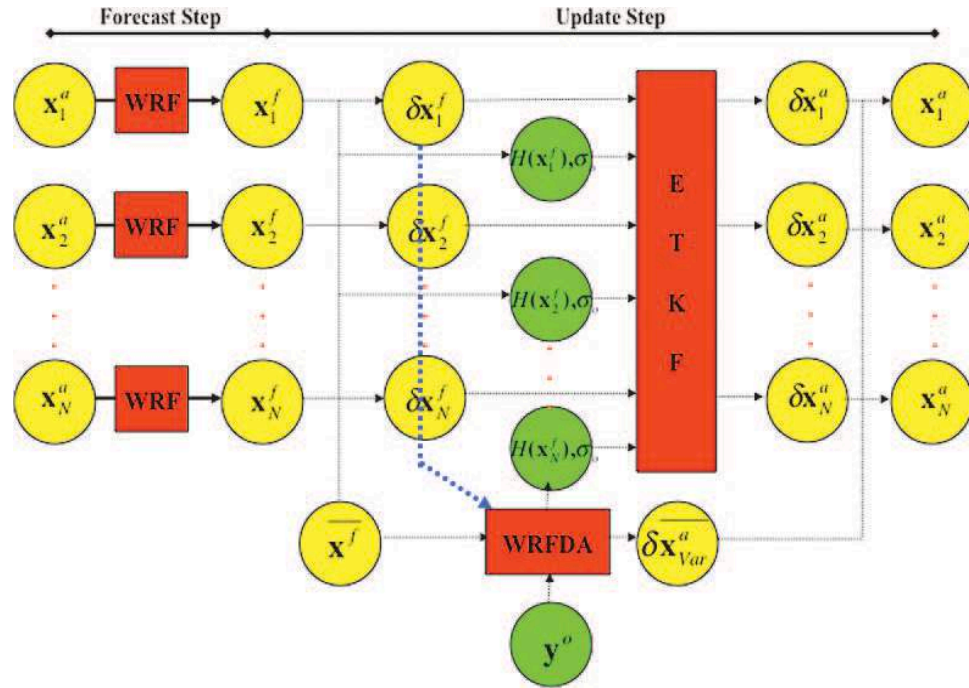 Forecast Step Update Step
x₁ᵃ WRF x₁ᶠ δx₁ᶠ δx₁ᵃ x₁ᵃ
H(x₁ᶠ),σₒ
x₂ᵃ WRF x₂ᶠ δx₂ᶠ δx₂ᵃ x₂ᵃ
H(x₂ᶠ),σₒ
E
T
K
F
x_Nᵃ WRF x_Nᶠ δx_Nᶠ δx_Nᵃ x_Nᵃ
H(x_Nᶠ),σₒ
x̅ᶠ WRFDA δx̅ᵃ_Var
yᵒ